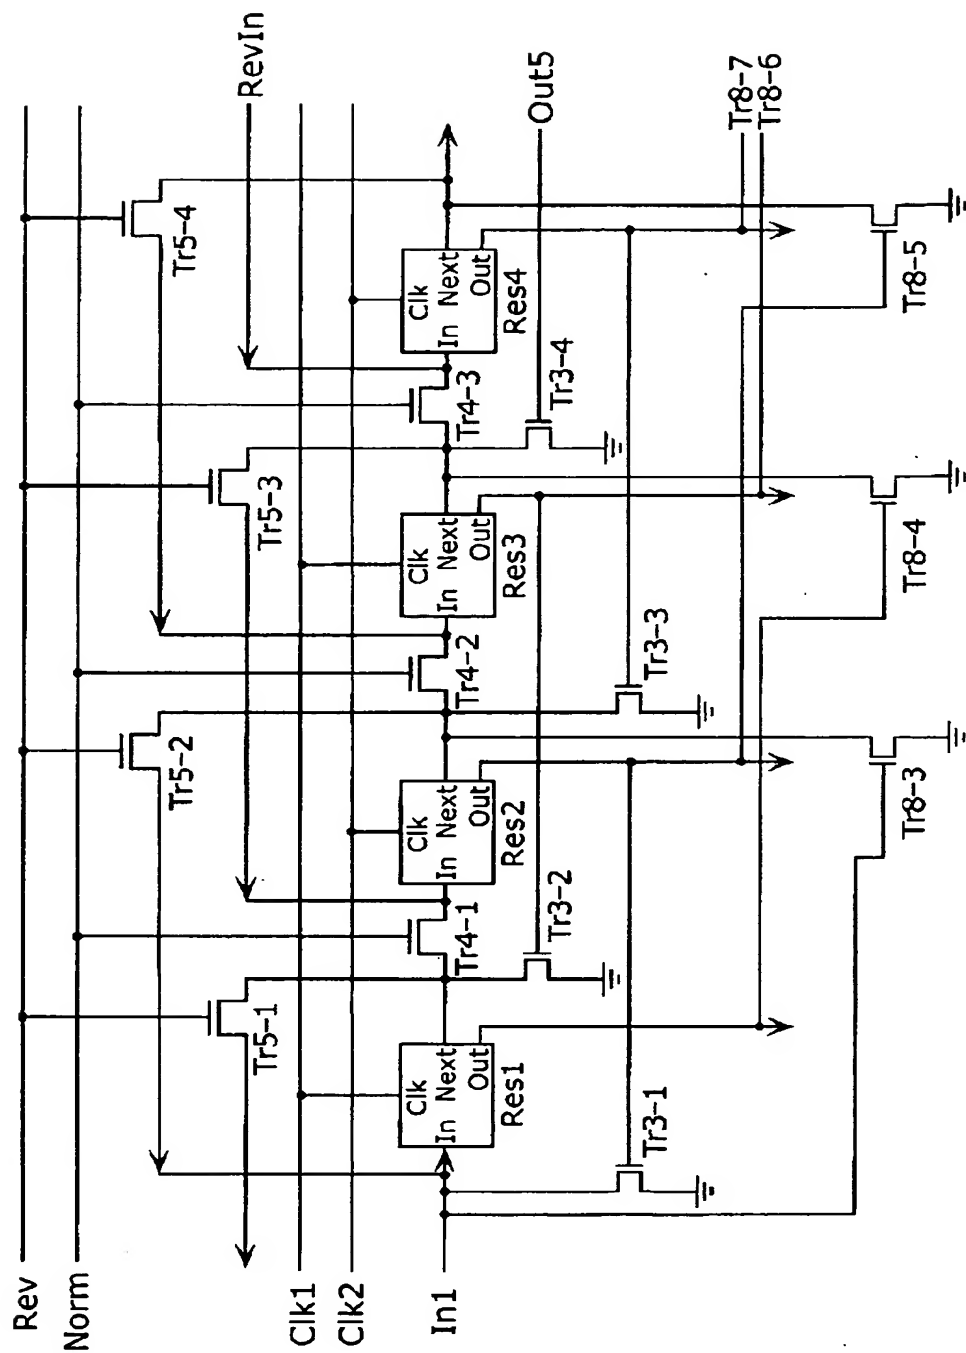 Rev
Norm
Clk1
Clk2
In1
RevIn
Out5
Tr8-7
Tr8-6
Tr5-1
Tr5-2
Tr5-3
Tr5-4
Tr4-1
Tr4-2
Tr4-3
Clk
In Next
Out
Res1
Clk
In Next
Out
Res2
Clk
In Next
Out
Res3
Clk
In Next
Out
Res4
Tr3-1
Tr3-2
Tr3-3
Tr3-4
Tr8-3
Tr8-4
Tr8-5